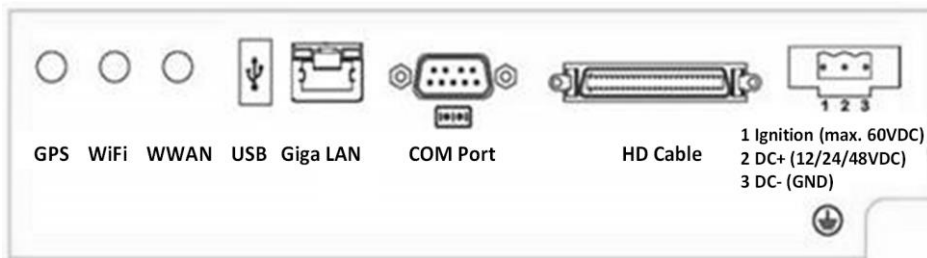 1 2 3
GPS WiFi WWAN USB Giga LAN COM Port HD Cable
1 Ignition (max. 60VDC)
2 DC+ (12/24/48VDC)
3 DC- (GND)